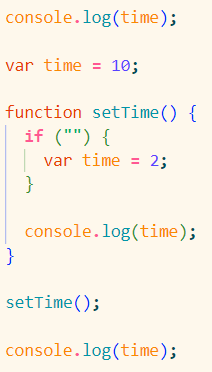 console.log(time);
var time = 10;
function setTime() {
if ("") {
var time = 2;
}
console.log(time);
}
setTime();
console.log(time);